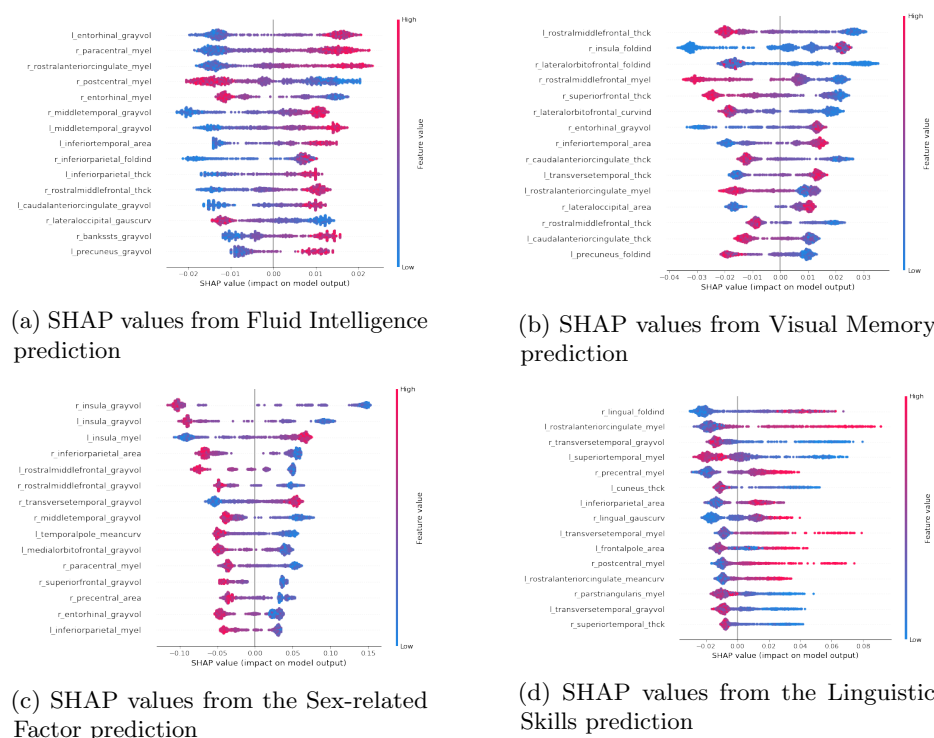 l_entorhinal_grayvol
r_paracentral_myel
r_rostralanteriorcingulate_myel
r_postcentral_myel
r_entorhinal_myel
r_middletemporal_grayvol
l_middletemporal_grayvol
l_inferiortemporal_area
r_inferiorparietal_foldind
l_inferiorparietal_thck
r_rostralmiddlefrontal_thck
l_caudalanteriorcingulate_grayvol
r_lateraloccipital_gauscurv
r_bankssts_grayvol
l_precuneus_grayvol
−0.02 −0.01 0.00 0.01 0.02
SHAP value (impact on model output)
High
Feature value
Low
(a) SHAP values from Fluid Intelligence
prediction
l_rostralmiddlefrontal_thck
r_insula_foldind
r_lateralorbitofrontal_foldind
r_rostralmiddlefrontal_myel
r_superiorfrontal_thck
r_lateralorbitofrontal_curvind
r_entorhinal_grayvol
r_inferiortemporal_area
r_caudalanteriorcingulate_thck
l_transversetemporal_thck
l_rostralanteriorcingulate_myel
r_lateraloccipital_area
r_rostralmiddlefrontal_thck
l_caudalanteriorcingulate_thck
l_precuneus_foldind
−0.04 −0.03 −0.02 −0.01 0.00 0.01 0.02 0.03
SHAP value (impact on model output)
High
Feature value
Low
(b) SHAP values from Visual Memory
prediction
r_insula_grayvol
l_insula_grayvol
l_insula_myel
r_inferiorparietal_area
l_rostralmiddlefrontal_grayvol
r_rostralmiddlefrontal_grayvol
r_transversetemporal_grayvol
r_middletemporal_grayvol
l_temporalpole_meancurv
l_medialorbitofrontal_grayvol
r_paracentral_myel
r_superiorfrontal_grayvol
r_precentral_area
r_entorhinal_grayvol
l_inferiorparietal_myel
−0.10 −0.05 0.00 0.05 0.10 0.15
SHAP value (impact on model output)
High
Feature value
Low
(c) SHAP values from the Sex-related
Factor prediction
r_lingual_foldind
l_rostralanteriorcingulate_myel
r_transversetemporal_grayvol
l_superiortemporal_myel
r_precentral_myel
l_cuneus_thck
l_inferiorparietal_area
r_lingual_gauscurv
l_transversetemporal_myel
l_frontalpole_area
r_postcentral_myel
l_rostralanteriorcingulate_meancurv
r_parstriangularis_myel
l_transversetemporal_grayvol
r_superiortemporal_thck
−0.02 0.00 0.02 0.04 0.06 0.08
SHAP value (impact on model output)
High
Feature value
Low
(d) SHAP values from the Linguistic
Skills prediction